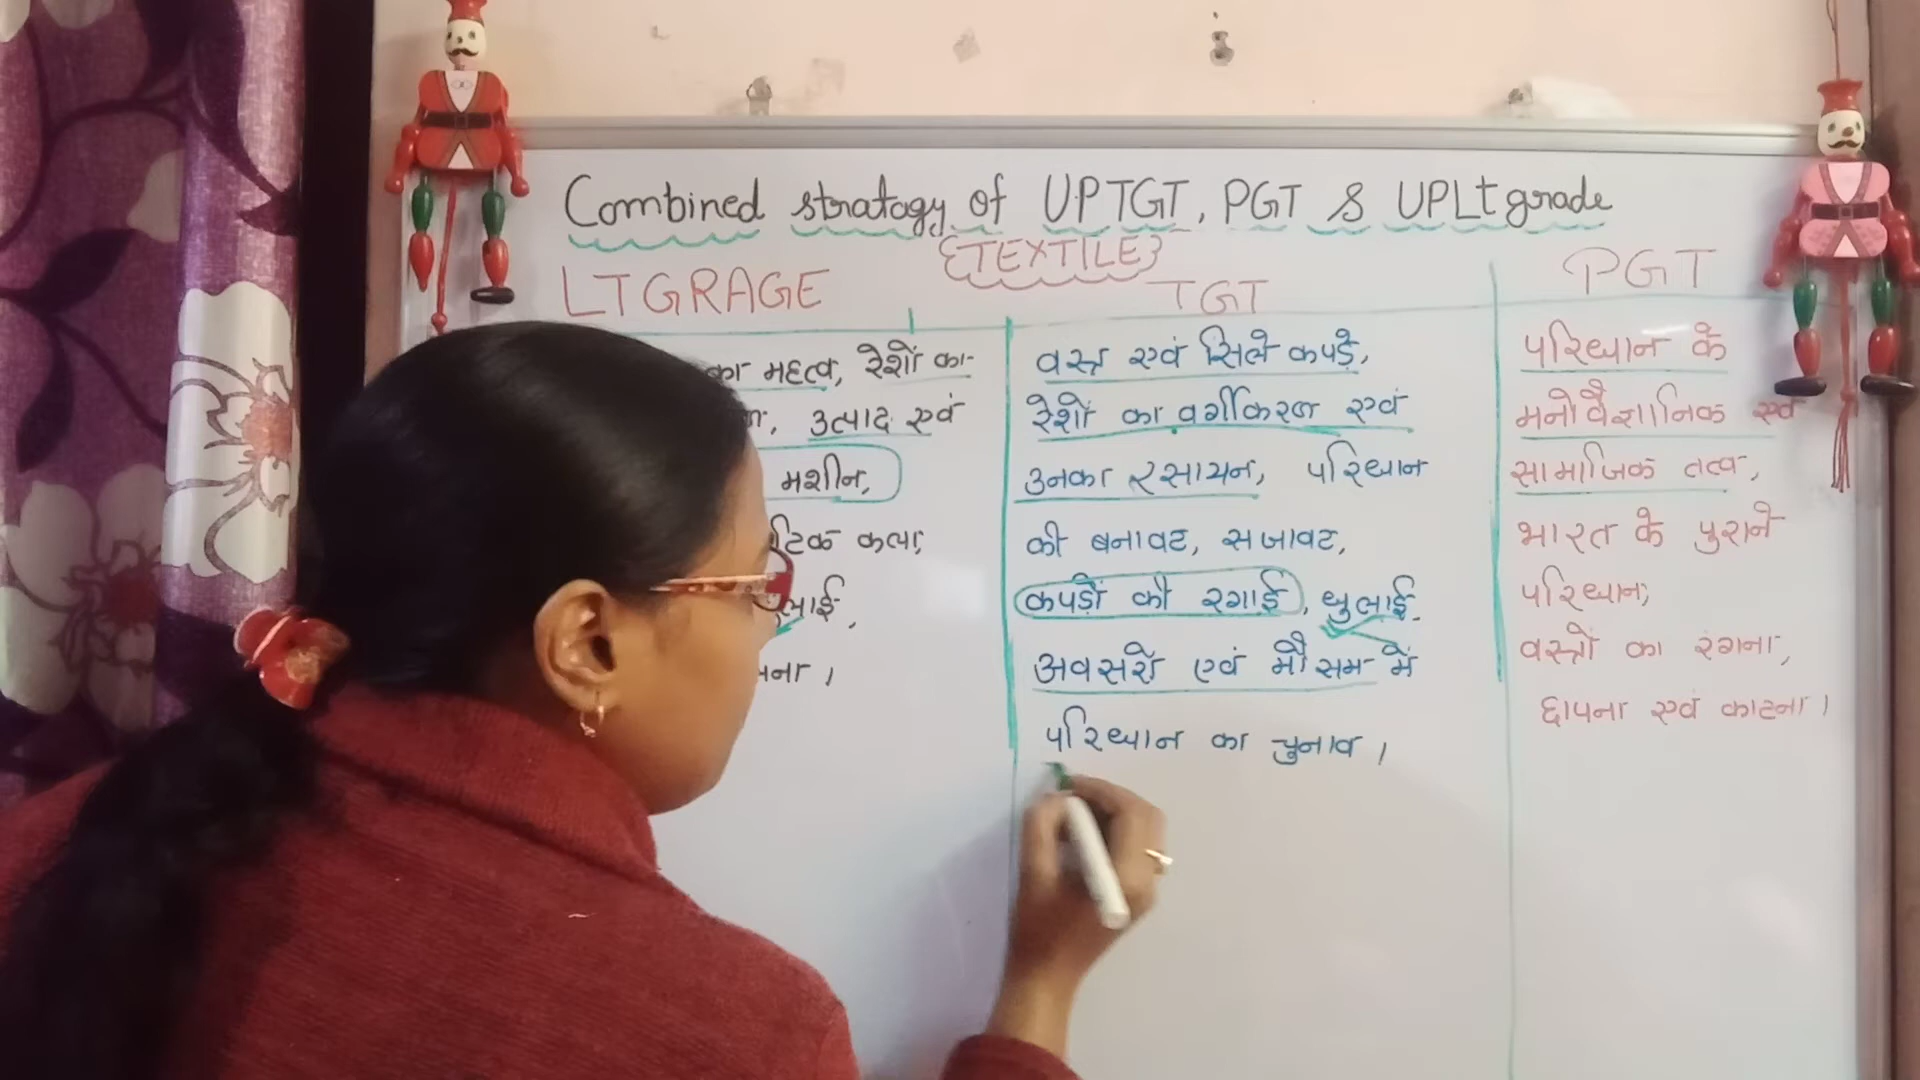 Combined stratagy of UPTGT, PGT & UPLt grade
{TEXTILE}
LTGRAGE
का महत्व, रेशों का-
उत्पाद एवं
मशीन,
टिक कला,
लाई,
TGT
वस्त्र एवं सिले कपड़े,
रेशों का वर्गीकरण एवं
उनका रसायन, परिधान
की बनावट, सजावट,
कपड़ों की रगाई, धुलाई.
अवसरों एवं मौसम में
परिधान का चुनाव।
PGT
परिधान के
मनोवैज्ञानिक एवं
सामाजिक तत्व,
भारत के पुराने
परिधान,
वस्त्रों का रंगना,
छापना एवं काटना।